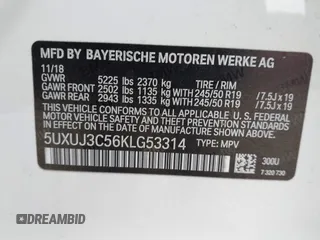 MFD BY BAYERISCHE MOTOREN WERKE AG
11/18
GVWR 5225 lbs 2370 kg TIRE / RIM
GAWR FRONT 2502 lbs 1135 kg WITH 245/50 R19 /7.5J x 19
GAWR REAR 2943 lbs 1335 kg WITH 245/50 R19 /7.5J x 19
THIS VEHICLE CONFORMS TO ALL APPLICABLE U.S. FEDERAL
MOTOR VEHICLE SAFETY, BUMPER, AND THEFT PREVENTION
STANDARDS IN EFFECT ON THE DATE OF MANUFACTURE
SHOWN ABOVE.
5UXUJ3C56KLG53314 300U
TYPE: MPV
7 320 730